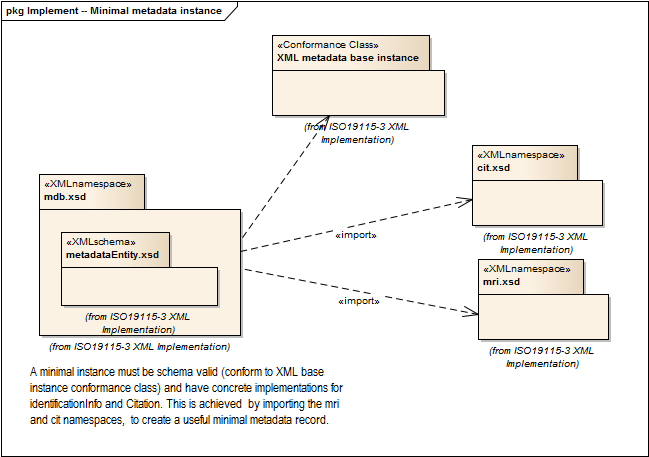 pkg Implement -- Minimal metadata instance
«Conformance Class»
XML metadata base instance
(from ISO19115-3 XML
Implementation)
«XMLnamespace»
cit.xsd
(from ISO19115-3 XML
Implementation)
«XMLnamespace»
mdb.xsd
«XMLschema»
metadataEntity.xsd
(from ISO19115-3 XML
Implementation)
(from ISO19115-3 XML Implementation)
«import»
«import»
«XMLNamespace»
mri.xsd
(from ISO19115-3 XML
Implementation)
A minimal instance must be schema valid (conform to XML base
instance conformance class) and have concrete implementations for
identificationInfo and Citation. This is achieved  by importing the mri
and cit namespaces,  to create a useful minimal metadata record.